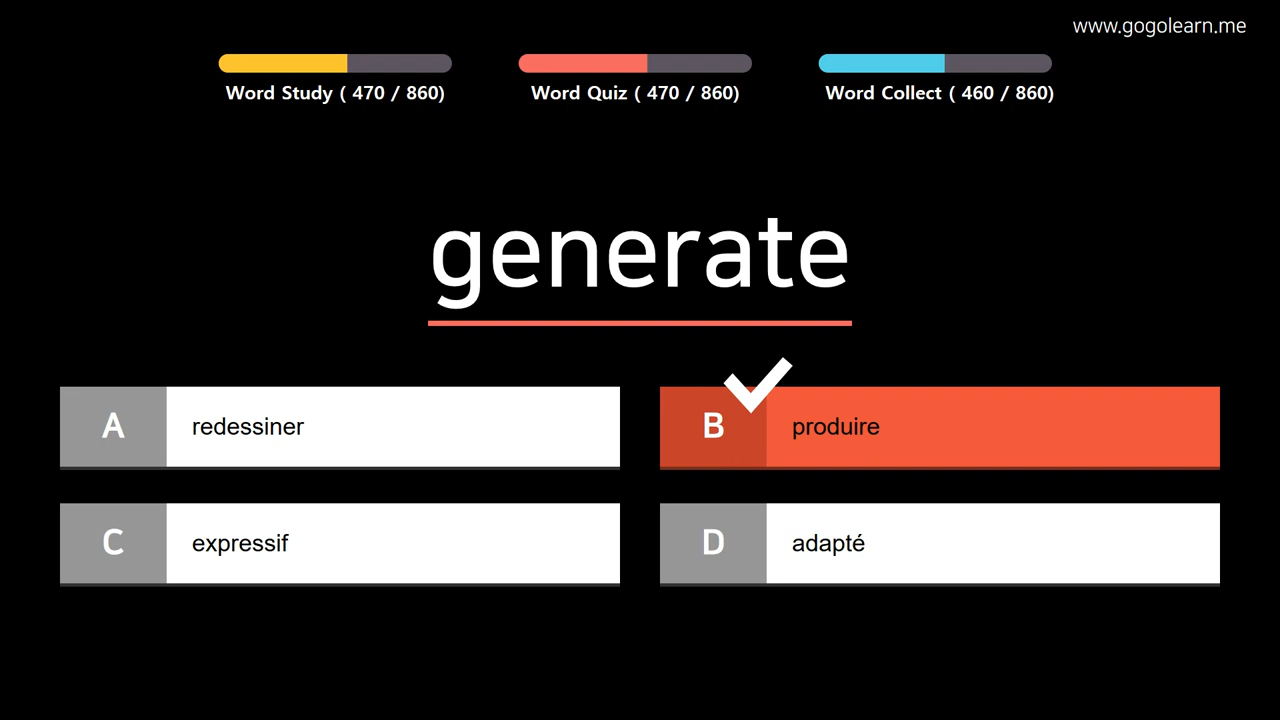 www.gogolearn.me
Word Study ( 470 / 860)
Word Quiz ( 470 / 860)
Word Collect ( 460 / 860)
generate
A redessiner
B produire
C expressif
D adapté